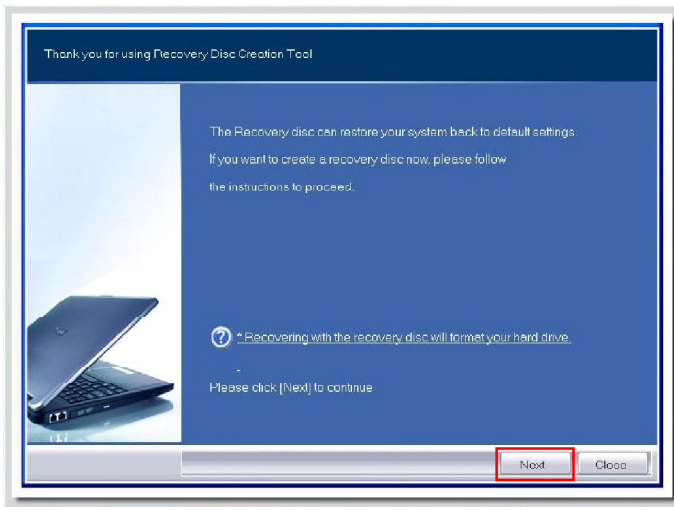 Thank you for using Recovery Disc Creation Tool
The Recovery disc can restore your system back to default settings.
If you want to create a recovery disc now, please follow
the instructions to proceed.
* Recovering with the recovery disc will format your hard drive.
-
Please click [Next] to continue
Next
Close